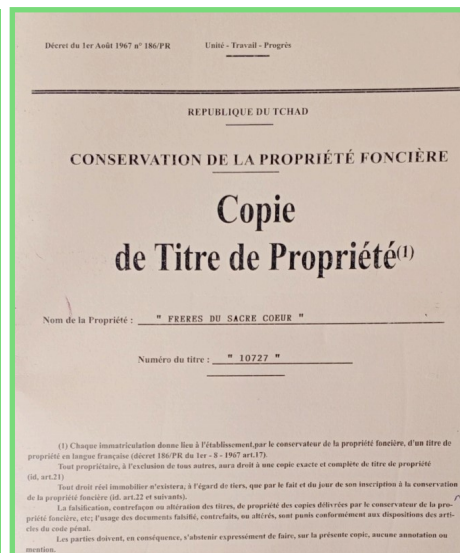 Décret du 1er Août 1967 n° 186/PR Unité - Travail - Progrès
REPUBLIQUE DU TCHAD
CONSERVATION DE LA PROPRIÉTÉ FONCIÈRE
Copie
de Titre de Propriété(1)
Nom de la Propriété : " FRERES DU SACRE COEUR "
Numéro du titre : " 10727 "
(1) Chaque immatriculation donne lieu à l'établissement,par le conservateur de la propriété foncière, d'un titre de
propriété en langue française (décret 186/PR du 1er - 8 - 1967 art.17).
Tout propriétaire, à l'exclusion de tous autres, aura droit à une copie exacte et complète de titre de propriété
(id, art.21)
Tout droit réel immobilier n'existera, à l'égard de tiers, que par le fait et du jour de son inscription à la conservation
de la propriété foncière (id. art.22 et suivants).
La falsification, contrefaçon ou altération des titres, de propriété des copies délivrées par le conservateur de la pro-
priété foncière, etc; l'usage des documents falsifié, contrefaits, ou altérés, sont punis conformément aux dispositions des arti-
cles du code pénal.
Les parties doivent, en conséquence, s'abstenir expressément de faire, sur la présente copie, aucune annotation ou
mention.